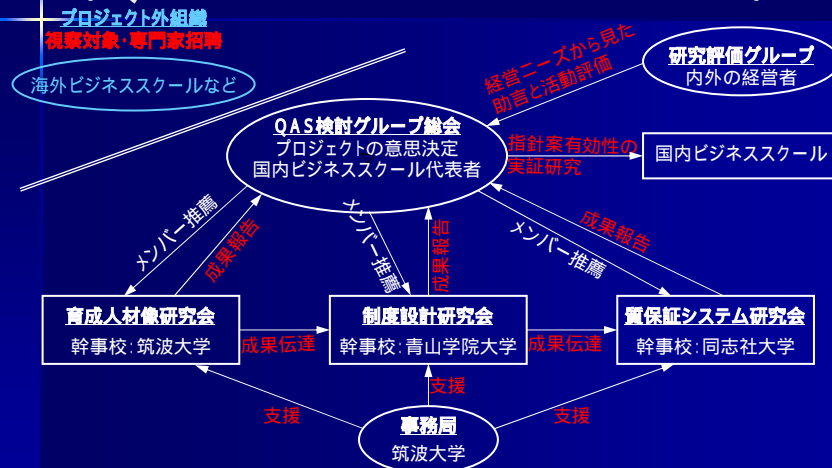 プロジェクト外組織
視察対象・専門家招聘
海外ビジネススクールなど
経営ニーズから見た
助言と活動評価
研究評価グループ
内外の経営者
QAS検討グループ総会
プロジェクトの意思決定
国内ビジネススクール代表者
指針案有効性の
実証研究
国内ビジネススクール
メンバー推薦
成果報告
メンバー推薦
成果報告
メンバー推薦
成果報告
育成人材像研究会
幹事校:筑波大学
成果伝達
制度設計研究会
幹事校:青山学院大学
成果伝達
質保証システム研究会
幹事校:同志社大学
支援
支援
支援
事務局
筑波大学